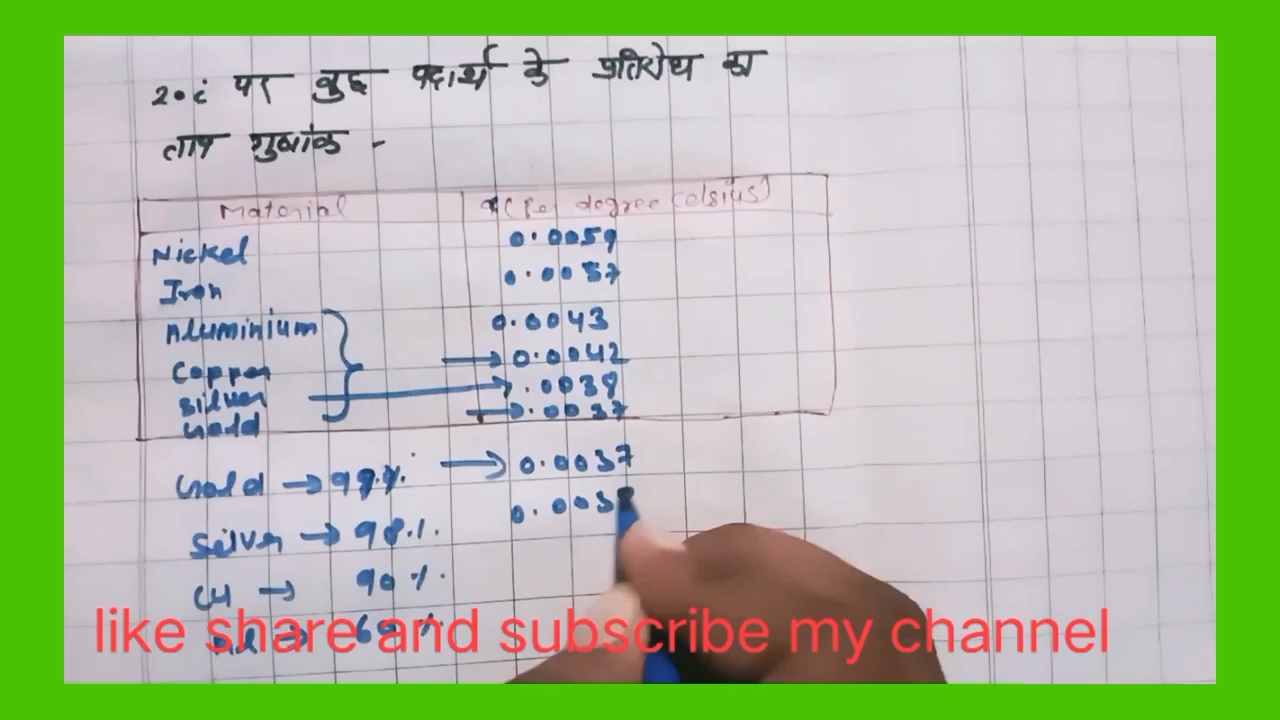 20°c पर कुछ पदार्थ के प्रतिरोध का
ताप गुणांक -
Material α(Per degree celsius)
Nickel 0.0059
Iron 0.0057
Aluminium 0.0043
Copper → 0.0042
Silver → .0038
Gold → 0.0037
Gold → 99% → 0.0037
Silver → 98% 0.0038
Cu → 90%
Al →
like share and subscribe my channel